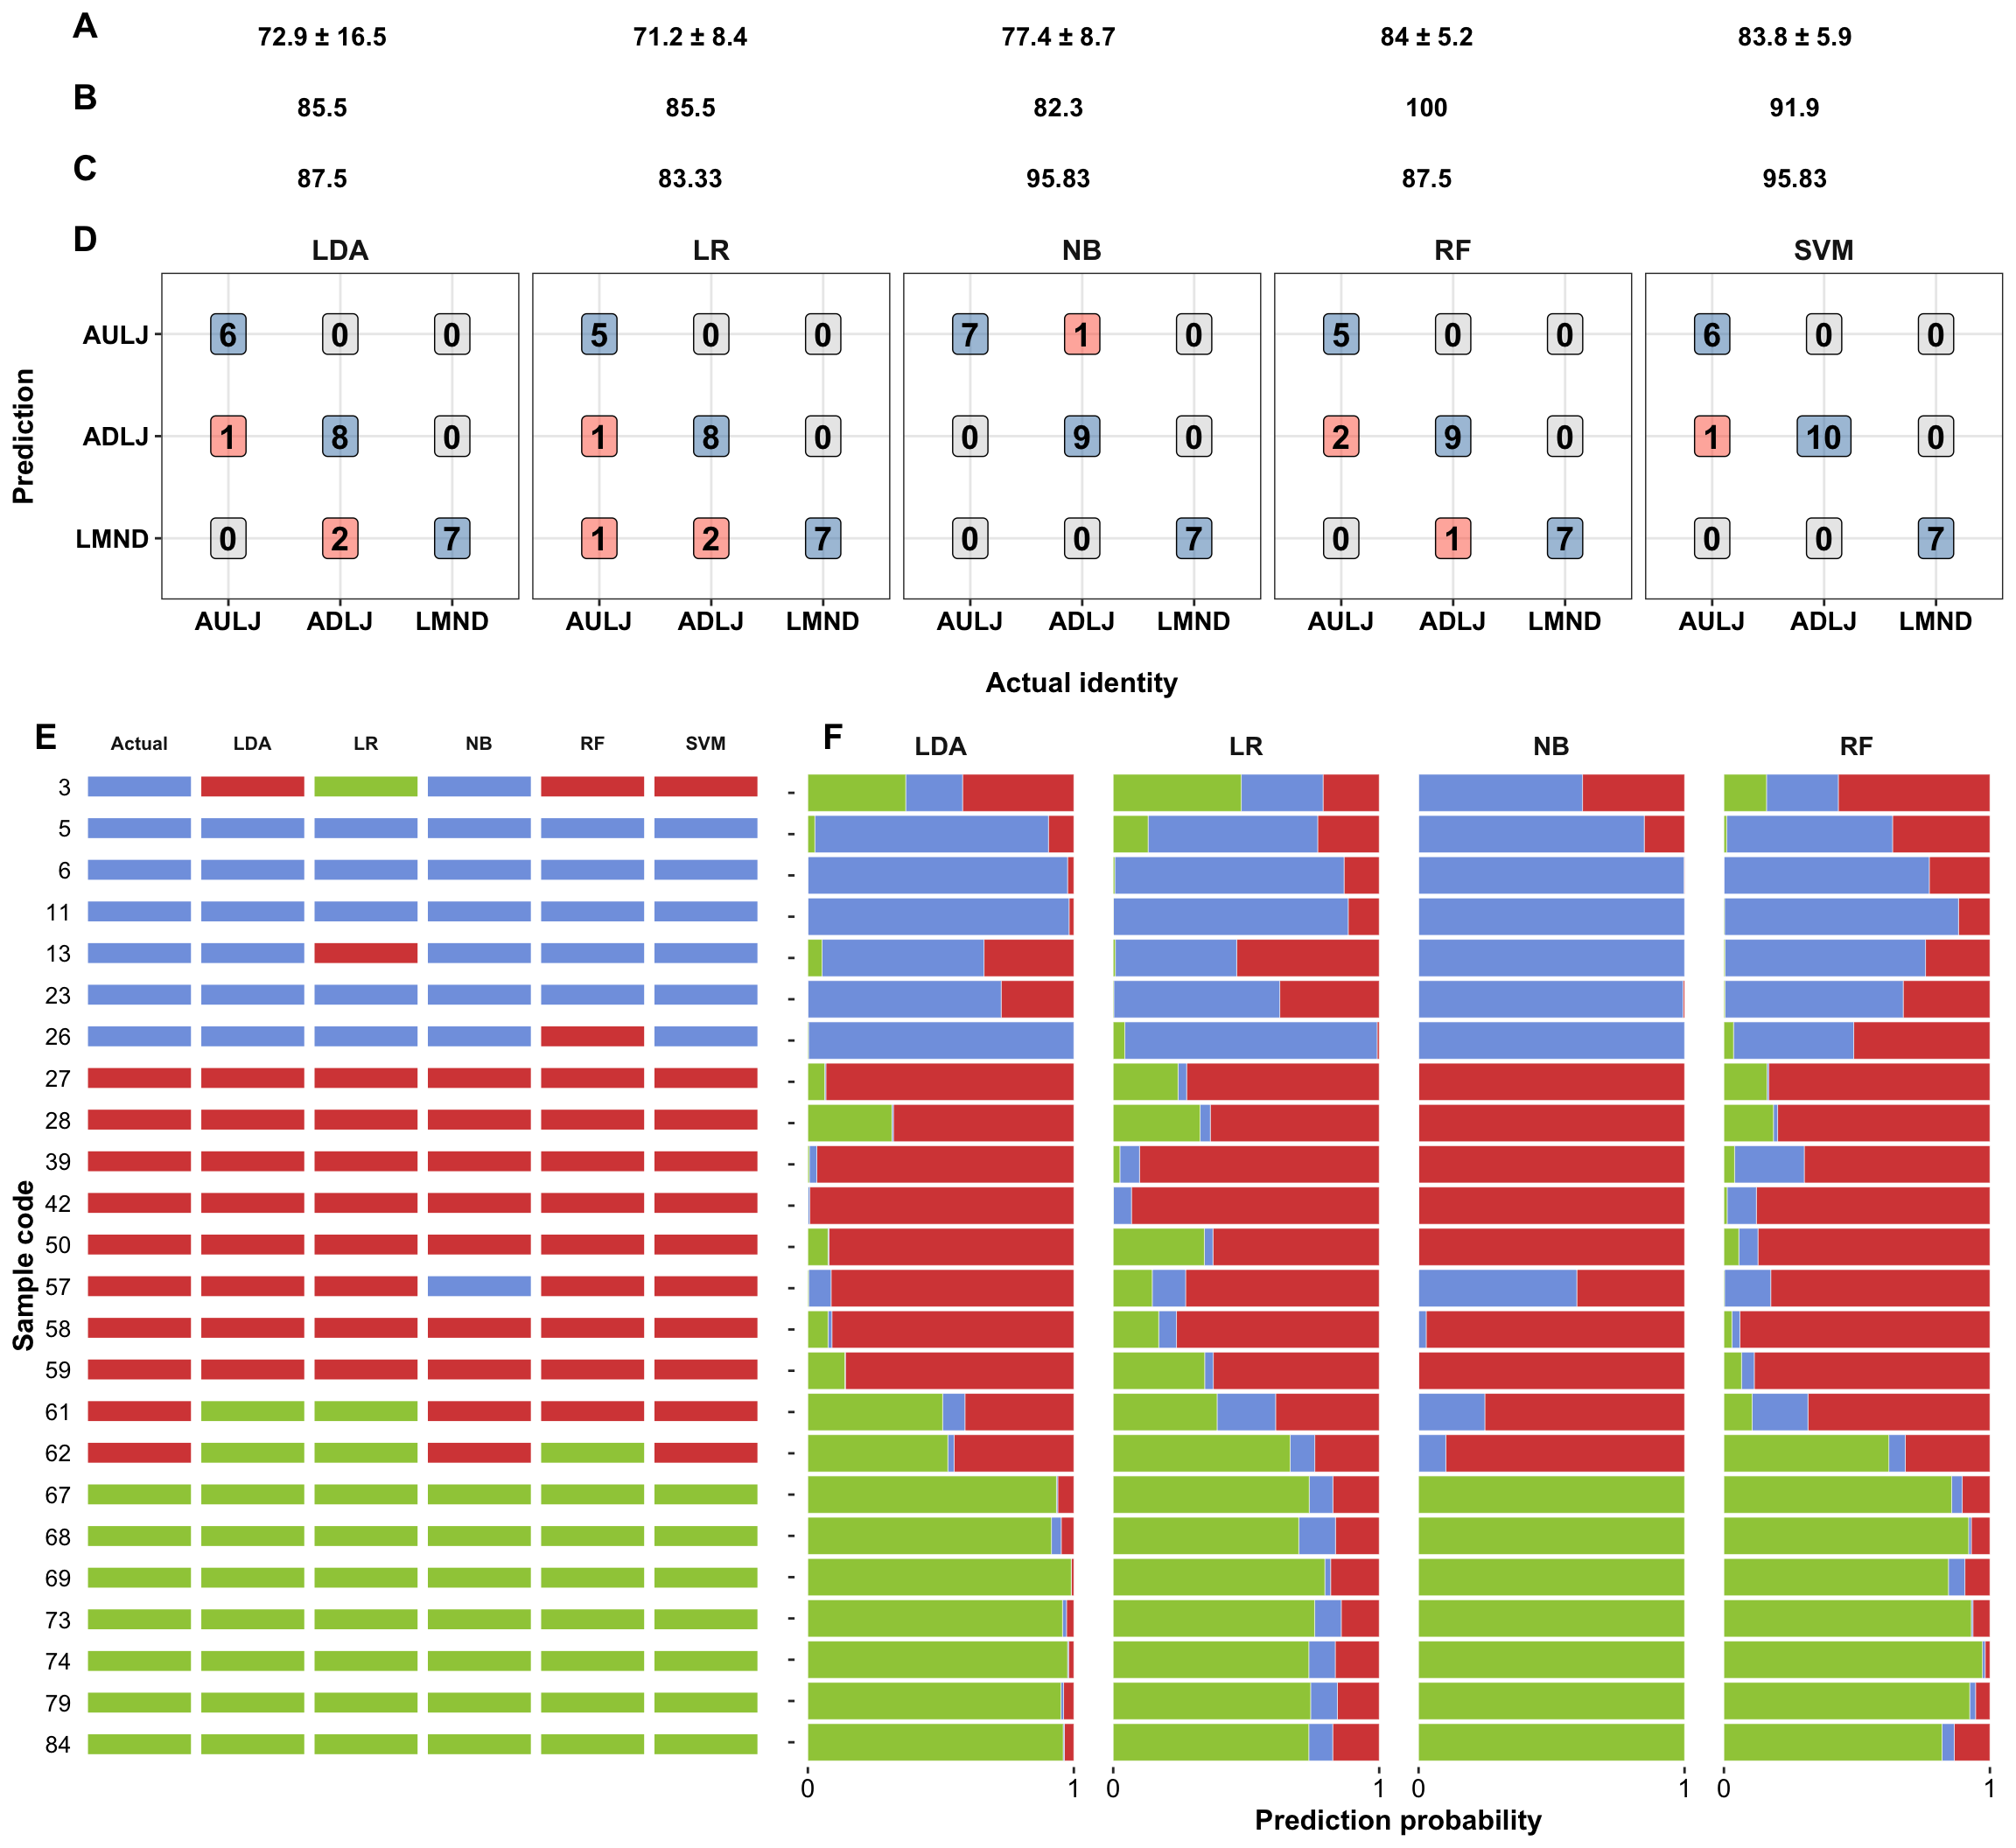 A 72.9 ± 16.5 71.2 ± 8.4 77.4 ± 8.7 84 ± 5.2 83.8 ± 5.9
B 85.5 85.5 82.3 100 91.9
C 87.5 83.33 95.83 87.5 95.83
D LDA LR NB RF SVM
AULJ 6 0 0 5 0 0 7 1 0 5 0 0 6 0 0
ADLJ 1 8 0 1 8 0 0 9 0 2 9 0 1 10 0
LMND 0 2 7 1 2 7 0 0 7 0 1 7 0 0 7
Prediction
AULJ ADLJ LMND AULJ ADLJ LMND AULJ ADLJ LMND AULJ ADLJ LMND AULJ ADLJ LMND
Actual identity
E Actual LDA LR NB RF SVM
3
5
6
11
13
23
26
27
28
39
42
50
57
58
59
61
62
67
68
69
73
74
79
84
Sample code
F LDA LR NB RF
0 1 0 1 0 1 0 1
Prediction probability